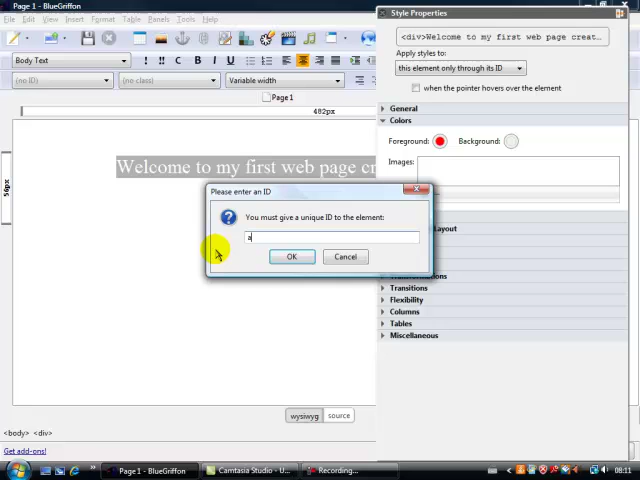 Page 1 - BlueGriffon
File Edit View Insert Format Table Panels Tools Help
Body Text
! !! C B I U
(no ID) (no class) Variable width
Page1
482px
56px
Welcome to my first web page cr
Style Properties
<div>Welcome to my first web page creat...
Apply styles to:
this element only through its ID
when the pointer hovers over the element
General
Colors
Foreground: Background:
Images:
Layout
Transformations
Transitions
Flexibility
Columns
Tables
Miscellaneous
Please enter an ID
You must give a unique ID to the element:
a
OK Cancel
wysiwyg source
<body> <div>
Get add-ons!
Page 1 - BlueGriffon Camtasia Studio - U... Recording... 08:11